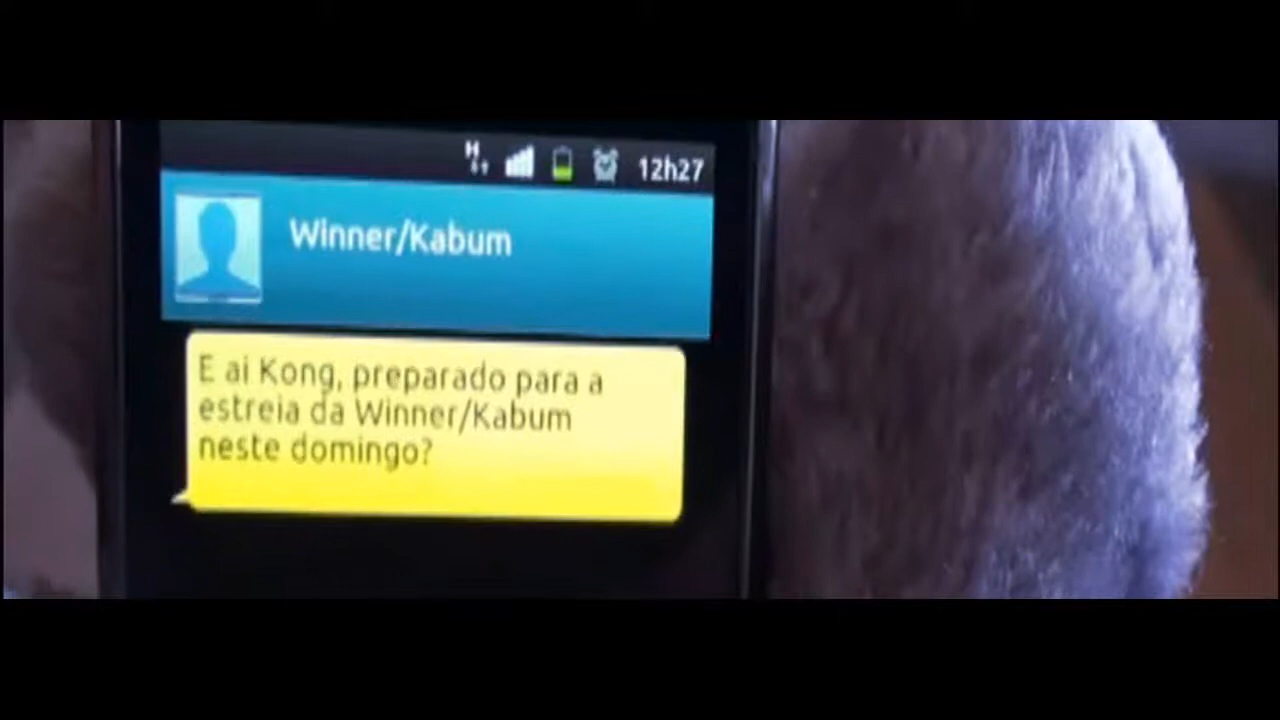 H
12h27
Winner/Kabum
E ai Kong, preparado para a
estreia da Winner/Kabum
neste domingo?